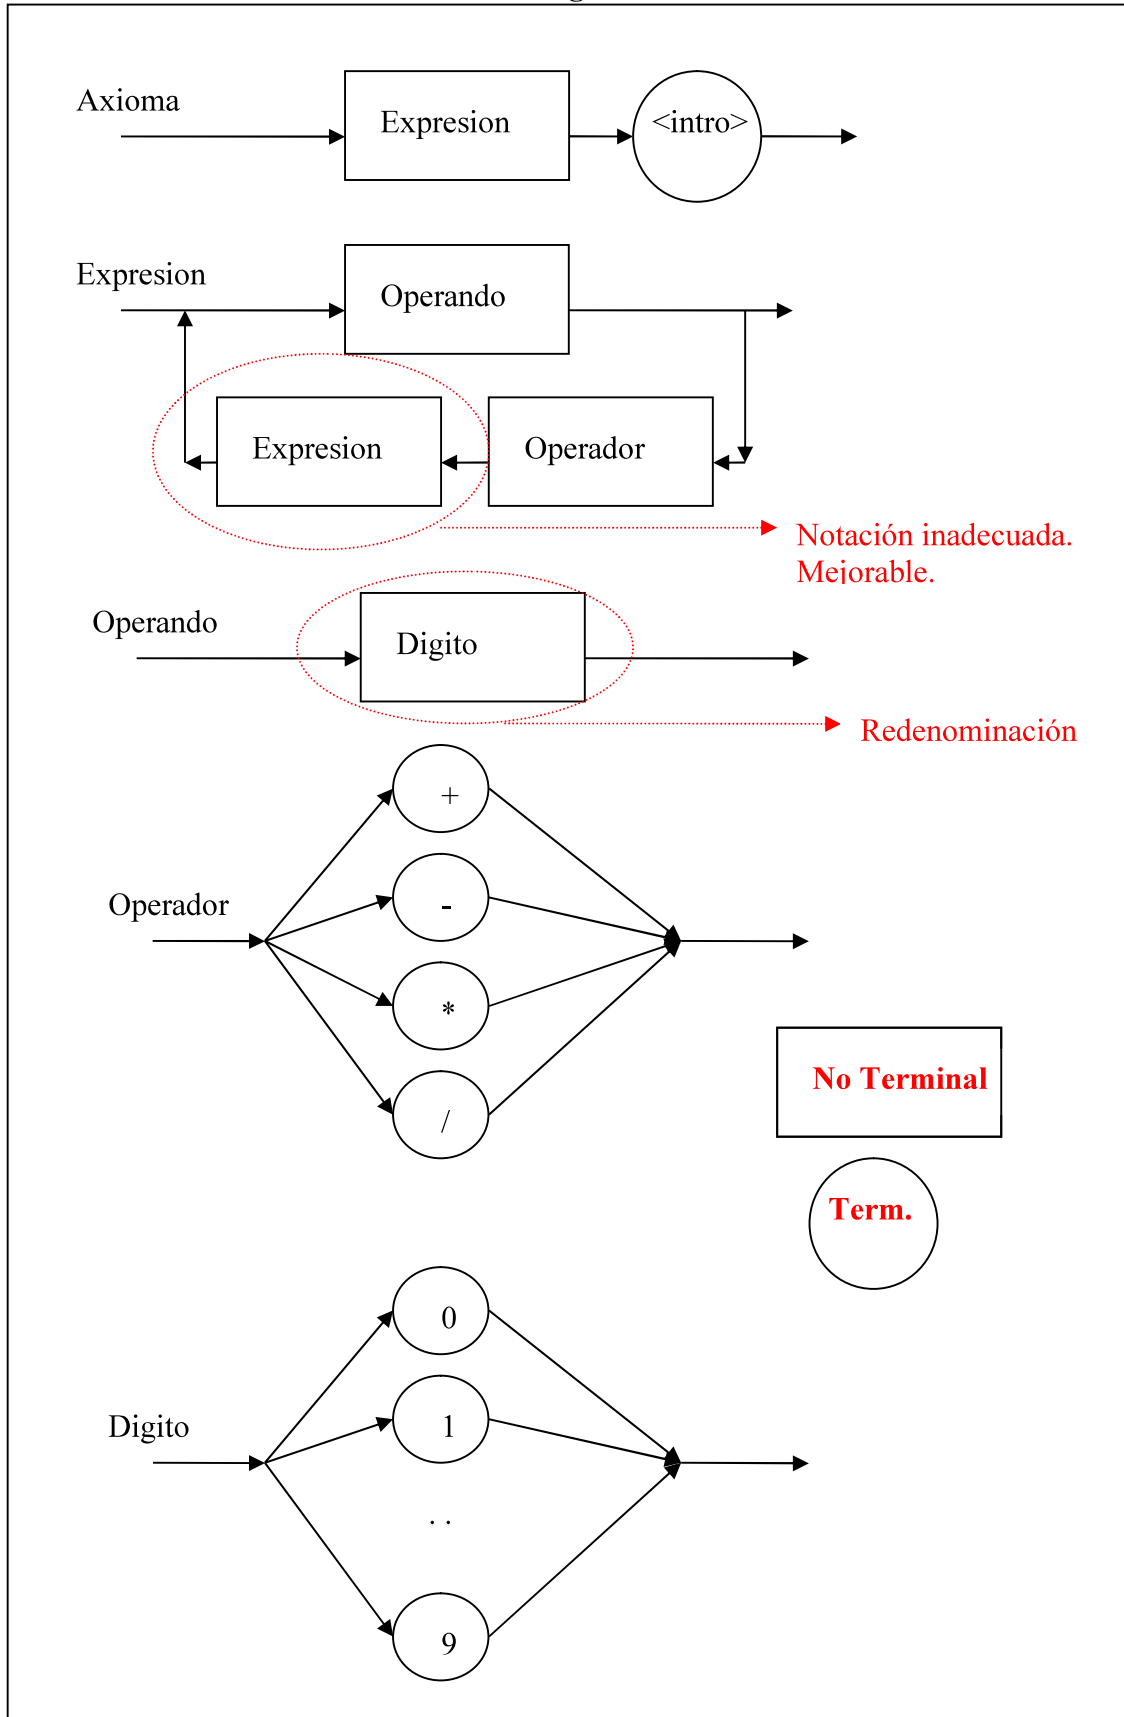 Axioma
Expresion
<intro>
Expresion
Operando
Expresion
Operador
Notación inadecuada.
Mejorable.
Operando
Digito
Redenominación
+
-
Operador
*
/
No Terminal
Term.
0
1
Digito
. .
9